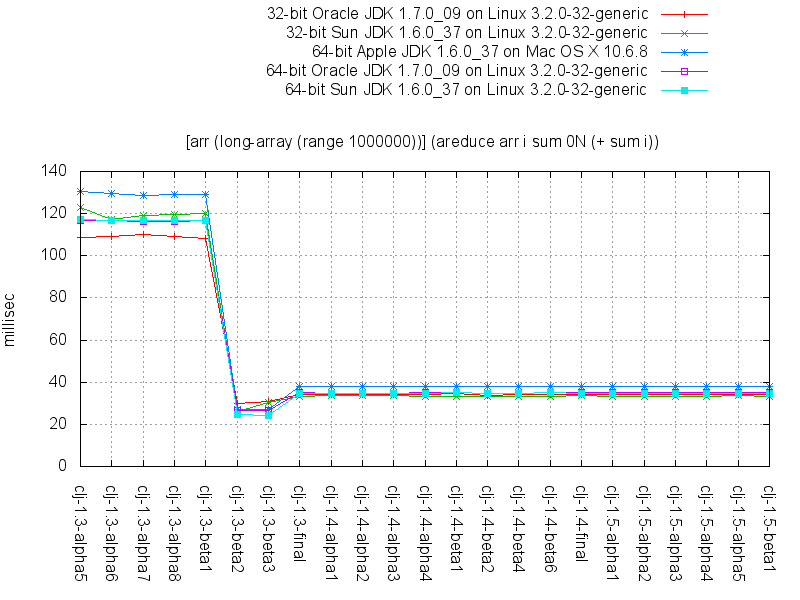 32-bit Oracle JDK 1.7.0_09 on Linux 3.2.0-32-generic
32-bit Sun JDK 1.6.0_37 on Linux 3.2.0-32-generic
64-bit Apple JDK 1.6.0_37 on Mac OS X 10.6.8
64-bit Oracle JDK 1.7.0_09 on Linux 3.2.0-32-generic
64-bit Sun JDK 1.6.0_37 on Linux 3.2.0-32-generic
[arr (long-array (range 1000000))] (areduce arr i sum 0N (+ sum i))
140
120
100
80
60
40
20
0
millisec
clj-1.3-alpha5
clj-1.3-alpha6
clj-1.3-alpha7
clj-1.3-alpha8
clj-1.3-beta1
clj-1.3-beta2
clj-1.3-beta3
clj-1.3-final
clj-1.4-alpha1
clj-1.4-alpha2
clj-1.4-alpha3
clj-1.4-alpha4
clj-1.4-beta1
clj-1.4-beta2
clj-1.4-beta4
clj-1.4-beta6
clj-1.4-final
clj-1.5-alpha1
clj-1.5-alpha2
clj-1.5-alpha3
clj-1.5-alpha4
clj-1.5-alpha5
clj-1.5-beta1